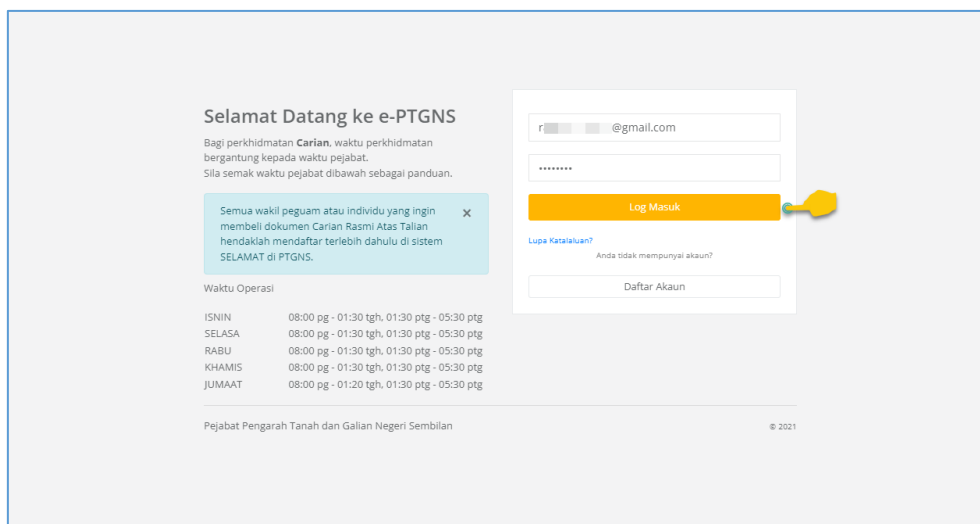 Selamat Datang ke e-PTGNS
Bagi perkhidmatan Carian, waktu perkhidmatan
bergantung kepada waktu pejabat.
Sila semak waktu pejabat dibawah sebagai panduan.
Semua wakil peguam atau individu yang ingin
membeli dokumen Carian Rasmi Atas Talian
hendaklah mendaftar terlebih dahulu di sistem
SELAMAT di PTGNS.
×
Waktu Operasi
ISNIN 08:00 pg - 01:30 tgh, 01:30 ptg - 05:30 ptg
SELASA 08:00 pg - 01:30 tgh, 01:30 ptg - 05:30 ptg
RABU 08:00 pg - 01:30 tgh, 01:30 ptg - 05:30 ptg
KHAMIS 08:00 pg - 01:30 tgh, 01:30 ptg - 05:30 ptg
JUMAAT 08:00 pg - 01:20 tgh, 01:30 ptg - 05:30 ptg
r @gmail.com
••••••••
Log Masuk
Lupa Katalaluan?
Anda tidak mempunyai akaun?
Daftar Akaun
Pejabat Pengarah Tanah dan Galian Negeri Sembilan
© 2021